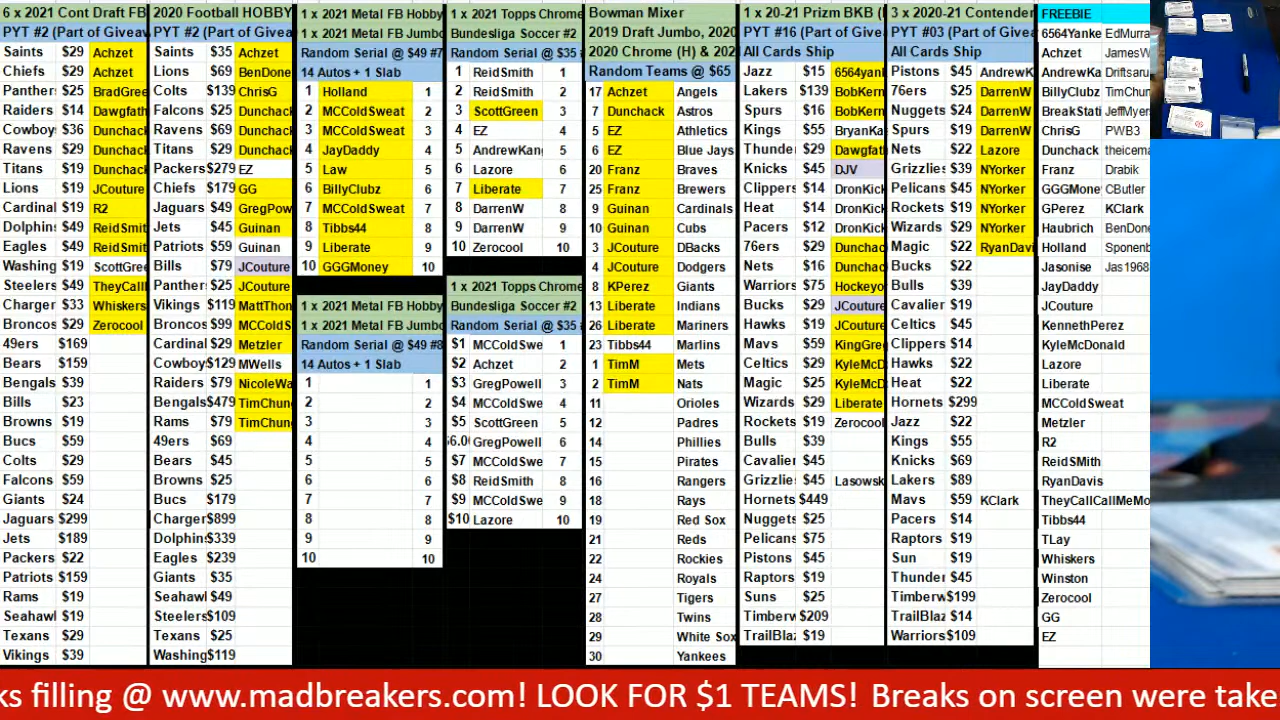 6 x 2021 Cont Draft FB
PYT #2 (Part of Giveav
Saints $29 Achzet
Chiefs $29 Achzet
Panthers $25 BradGree
Raiders $14 Dawgfath
Cowboy $36 Dunchack
Ravens $29 Dunchack
Titans $19 Dunchack
Lions $19 JCouture
Cardinal $19 R2
Dolphins $49 ReidSmit
Eagles $49 ReidSmit
Washing $19 ScottGree
Steelers $49 TheyCall
Charger $33 Whiskers
Broncos $29 Zerocool
49ers $169
Bears $159
Bengals $39
Bills $23
Browns $19
Bucs $59
Colts $29
Falcons $59
Giants $24
Jaguars $299
Jets $189
Packers $22
Patriots $159
Rams $19
Seahawl $19
Texans $29
Vikings $39
2020 Football HOBBY
PYT #2 (Part of Giveav
Saints $35 Achzet
Lions $69 BenDone
Colts $139 ChrisG
Falcons $25 Dunchack
Ravens $69 Dunchack
Titans $29 Dunchack
Packers $279 EZ
Chiefs $179 GG
Jaguars $49 GregPow
Jets $45 Guinan
Patriots $59 Guinan
Bills $79 JCouture
Panther $25 JCouture
Vikings $119 MattThon
Bronco $99 MCColdS
Cardinal $29 Metzler
Cowboy $129 MWells
Raiders $79 NicoleWa
Bengals $479 TimChung
Rams $79 TimChung
49ers $69
Bears $45
Browns $25
Bucs $179
Charger $899
Dolphin $339
Eagles $239
Giants $35
Seahawl $49
Steelers $109
Texans $25
Washing $119
1 x 2021 Metal FB Hobby
1 x 2021 Metal FB Jumbo
Random Serial @ $49 #7
14 Autos + 1 Slab
1 Holland 1
2 MCColdSweat 2
3 MCColdSweat 3
4 JayDaddy 4
5 Law 5
6 BillyClubz 6
7 MCColdSweat 7
8 Tibbs44 8
9 Liberate 9
10 GGGMoney 10
1 x 2021 Metal FB Hobby
1 x 2021 Metal FB Jumbo
Random Serial @ $49 #8
14 Autos + 1 Slab
1 1
2 2
3 3
4 4
5 5
6 6
7 7
8 8
9 9
10 10
1 x 2021 Topps Chrome
Bundesliga Soccer #2
Random Serial @ $35
1 ReidSmith 1
2 ReidSmith 2
3 ScottGreen 3
4 EZ 4
5 AndrewKang 5
6 Lazore 6
7 Liberate 7
8 DarrenW 8
9 DarrenW 9
10 Zerocool 10
1 x 2021 Topps Chrome
Bundesliga Soccer #2
Random Serial @ $35
$1 MCColdSwe 1
$2 Achzet 2
$3 GregPowell 3
$4 MCColdSwe 4
$5 ScottGreen 5
$6.0 GregPowell 6
$7 MCColdSwe 7
$8 ReidSmith 8
$9 MCColdSwe 9
$10 Lazore 10
Bowman Mixer
2019 Draft Jumbo, 2020
2020 Chrome (H) & 202
Random Teams @ $65
17 Achzet Angels
7 Dunchack Astros
5 EZ Athletics
6 EZ Blue Jays
20 Franz Braves
25 Franz Brewers
9 Guinan Cardinals
10 Guinan Cubs
3 JCouture DBacks
4 JCouture Dodgers
8 KPerez Giants
13 Liberate Indians
26 Liberate Mariners
23 Tibbs44 Marlins
1 TimM Mets
2 TimM Nats
11 Orioles
12 Padres
14 Phillies
15 Pirates
16 Rangers
18 Rays
19 Red Sox
21 Reds
22 Rockies
24 Royals
27 Tigers
28 Twins
29 White Sox
30 Yankees
1 x 20-21 Prizm BKB (
PYT #16 (Part of Givea
All Cards Ship
Jazz $15 6564yank
Lakers $139 BobKern
Spurs $16 BobKern
Kings $55 BryanKa
Thunde $29 Dawgfath
Knicks $45 DJV
Clippers $14 DronKick
Heat $14 DronKick
Pacers $12 DronKick
76ers $29 Dunchac
Nets $16 Dunchac
Warriors $75 Hockeyo
Bucks $29 JCouture
Hawks $19 JCouture
Mavs $59 KingGre
Celtics $29 KyleMcD
Magic $25 KyleMcD
Wizards $29 Liberate
Rockets $19 Zerocool
Bulls $39
Cavalier $45
Grizzlies $45 Lasowsk
Hornets $449
Nuggets $25
Pelicans $75
Pistons $45
Raptors $19
Suns $25
Timberw $209
TrailBlaz $19
3 x 2020-21 Contender
PYT #03 (Part of Givea
All Cards Ship
Pistons $45 AndrewK
76ers $25 DarrenW
Nuggets $24 DarrenW
Spurs $19 DarrenW
Nets $22 Lazore
Grizzlies $39 NYorker
Pelicans $45 NYorker
Rockets $19 NYorker
Wizards $29 NYorker
Magic $22 RyanDavi
Bucks $22
Bulls $39
Cavalier $19
Celtics $45
Clippers $14
Hawks $22
Heat $22
Hornets $299
Jazz $22
Kings $55
Knicks $69
Lakers $89
Mavs $59 KClark
Pacers $14
Raptors $19
Sun $19
Thunder $45
Timberw $199
TrailBlaz $14
Warriors $109
FREEBIE
6564Yanke EdMurra
Achzet JamesW
AndrewKa Driftsaru
BillyClubz TimChun
BreakStati JeffMyer
ChrisG PWB3
Dunchack theicema
Franz Drabik
GGGMone CButler
GPerez KClark
Haubrich BenDone
Holland Sponenb
Jasonise Jas1968
JayDaddy
JCouture
KennethPerez
KyleMcDonald
Lazore
Liberate
MCColdSweat
Metzler
R2
ReidSMith
RyanDavis
TheyCallCallMeMo
Tibbs44
TLay
Whiskers
Winston
Zerocool
GG
EZ
ks filling @ www.madbreakers.com! LOOK FOR $1 TEAMS! Breaks on screen were take